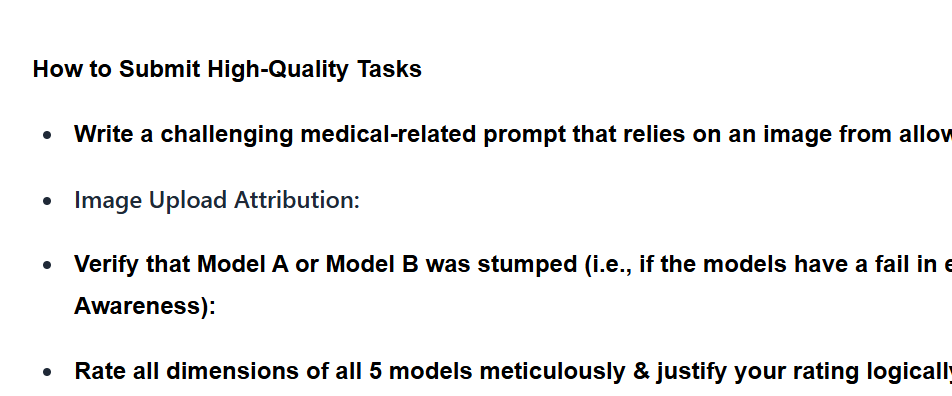 How to Submit High-Quality Tasks
Write a challenging medical-related prompt that relies on an image from
Image Upload Attribution:
Verify that Model A or Model B was stumped (i.e., if the models have a fail in
Awareness):
Rate all dimensions of all 5 models meticulously & justify your rating logically